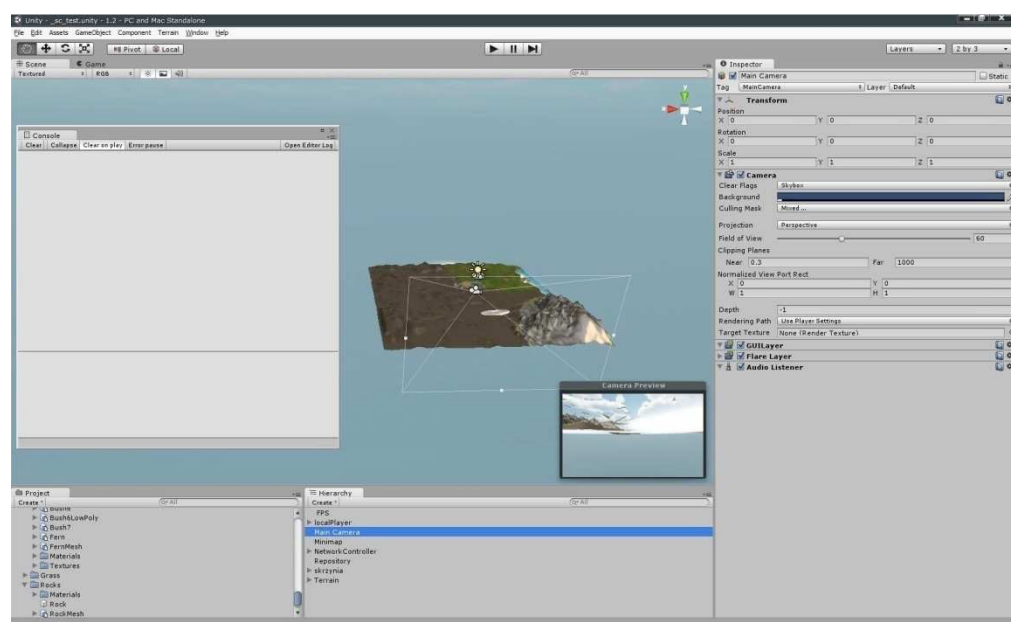 Unity - _sc_test.unity - 1.2 - PC and Mac Standalone
File Edit Assets GameObject Component Terrain Window Help
Pivot Local Layers 2 by 3
Scene Game
Textured RGB All
Console
Clear Collapse Clear on play Error pause Open Editor Log
Camera Preview
Project
Create All
Bush6LowPoly
Bush7
Fern
FernMesh
Materials
Textures
Grass
Rocks
Materials
Rock
RockMesh
Hierarchy
Create All
FPS
localPlayer
Main Camera
Minimap
NetworkController
Repository
skrzynia
Terrain
Inspector
Main Camera Static
Tag MainCamera Layer Default
Transform
Position
X 0 Y 0 Z 0
Rotation
X 0 Y 0 Z 0
Scale
X 1 Y 1 Z 1
Camera
Clear Flags Skybox
Background
Culling Mask Mixed ...
Projection Perspective
Field of View 60
Clipping Planes
Near 0.3 Far 1000
Normalized View Port Rect
X 0 Y 0
W 1 H 1
Depth -1
Rendering Path Use Player Settings
Target Texture None (Render Texture)
GUILayer
Flare Layer
Audio Listener